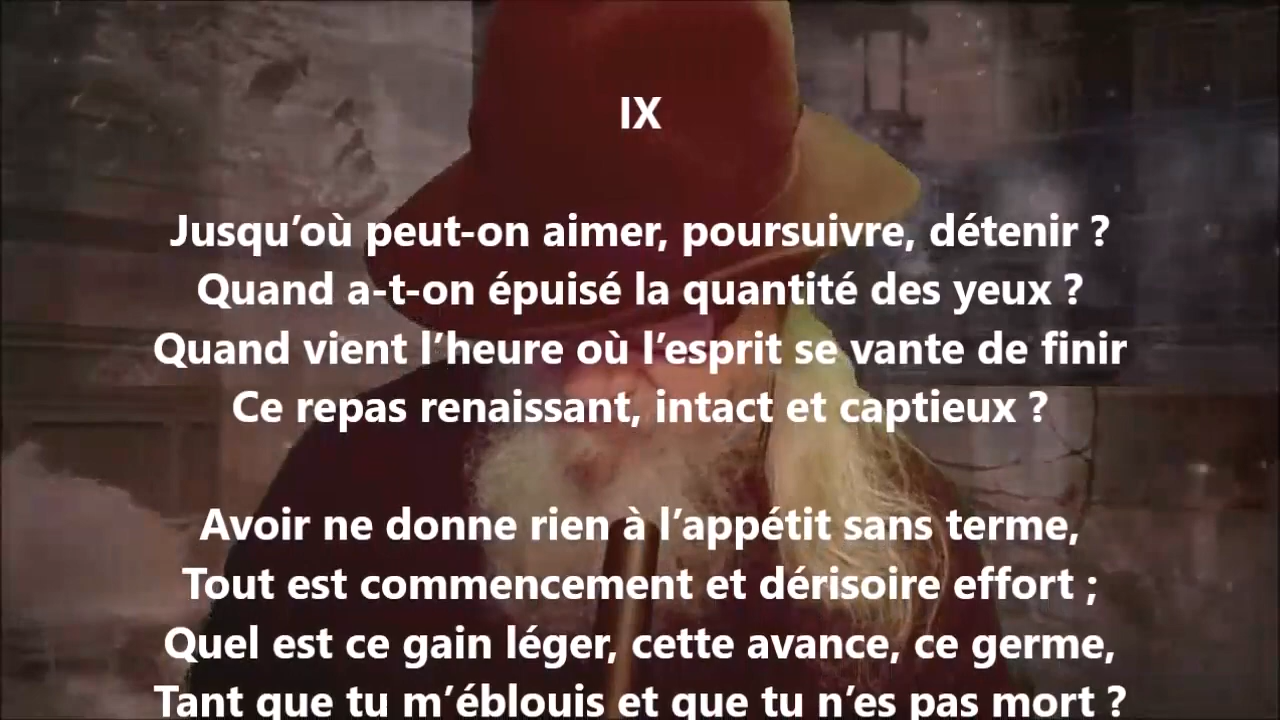 IX
Jusqu’où peut-on aimer, poursuivre, détenir ?
Quand a-t-on épuisé la quantité des yeux ?
Quand vient l’heure où l’esprit se vante de finir
Ce repas renaissant, intact et captieux ?
Avoir ne donne rien à l’appétit sans terme,
Tout est commencement et dérisoire effort ;
Quel est ce gain léger, cette avance, ce germe,
Tant que tu m’éblouis et que tu n’es pas mort ?